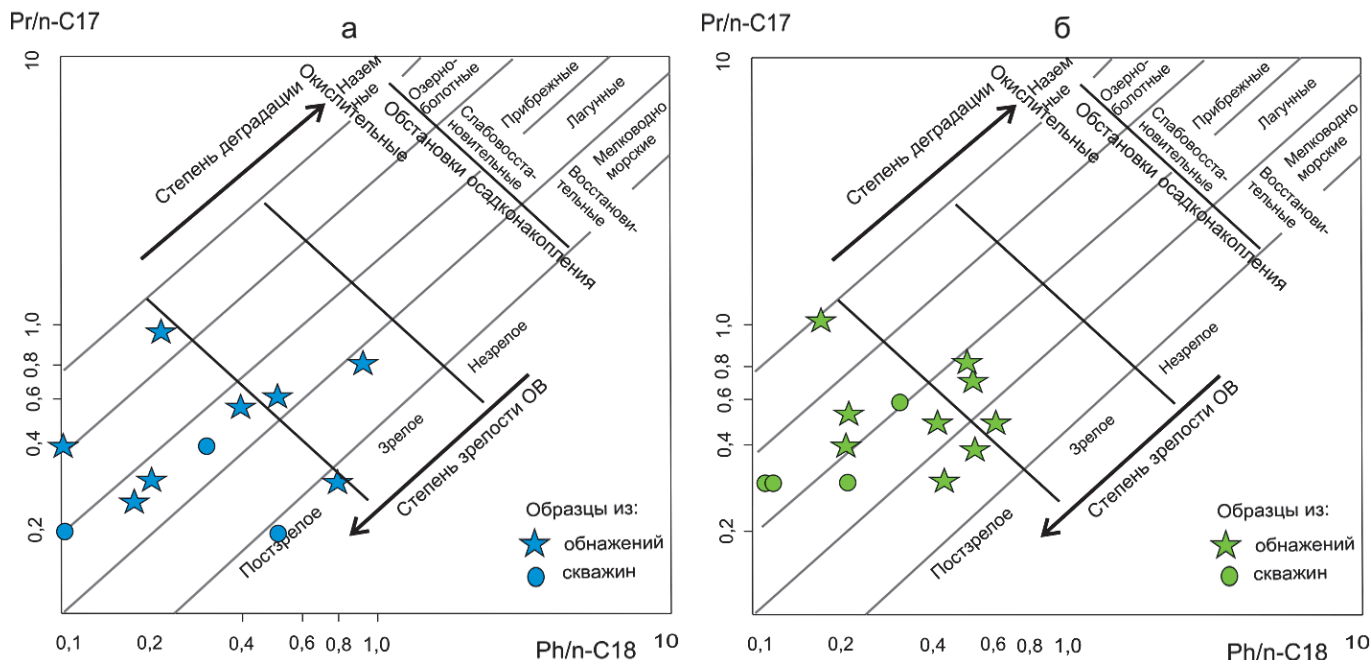 Pr/n-C17
а
10
Степень деградации
Окислительные
Назем
ные
Озерно-
болотные
Прибрежные
Лагунные
Мелководно
морские
Слабовосста-
новительные
Восстанови-
тельные
Обстановки осадконакопления
1,0
0,8
0,6
0,4
0,2
Незрелое
Зрелое
Постзрелое
Степень зрелости ОВ
Образцы из:
обнажений
скважин
0,1
0,2
0,4
0,6
0,8
1,0
10
Ph/n-C18
Pr/n-C17
б
10
Степень деградации
Окислительные
Назем
ные
Озерно-
болотные
Прибрежные
Лагунные
Мелководно
морские
Слабовосста-
новительные
Восстанови-
тельные
Обстановки осадконакопления
1,0
0,8
0,6
0,4
0,2
Незрелое
Зрелое
Постзрелое
Степень зрелости ОВ
Образцы из:
обнажений
скважин
0,1
0,2
0,4
0,6
0,8
1,0
10
Ph/n-C18